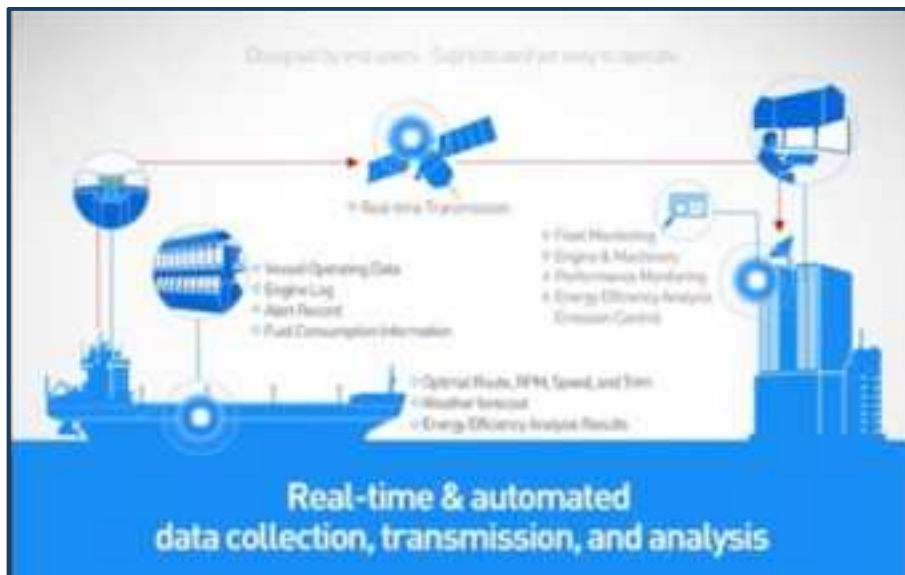 Designed by end users - Sophisticated yet easy to operate
Real-time Transmission
Vessel Operating Data
Engine Log
Alert Record
Fuel Consumption Information
Fleet Monitoring
Engine & Machinery
Performance Monitoring
Energy Efficiency Analysis
Emission Control
Optimal Route, RPM, Speed, and Trim
Weather forecast
Energy Efficiency Analysis Results
Real-time & automated
data collection, transmission, and analysis